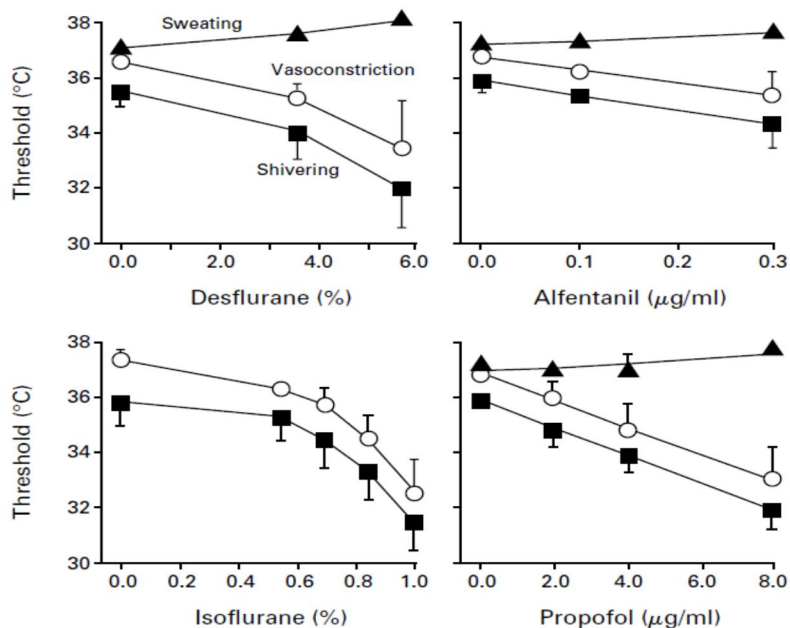 38
36
34
32
30
Threshold (°C)
Sweating
Vasoconstriction
Shivering
0.0 2.0 4.0 6.0
Desflurane (%)
0.0 0.1 0.2 0.3
Alfentanil (μg/ml)
38
36
34
32
30
Threshold (°C)
0.0 0.2 0.4 0.6 0.8 1.0
Isoflurane (%)
0.0 2.0 4.0 6.0 8.0
Propofol (μg/ml)